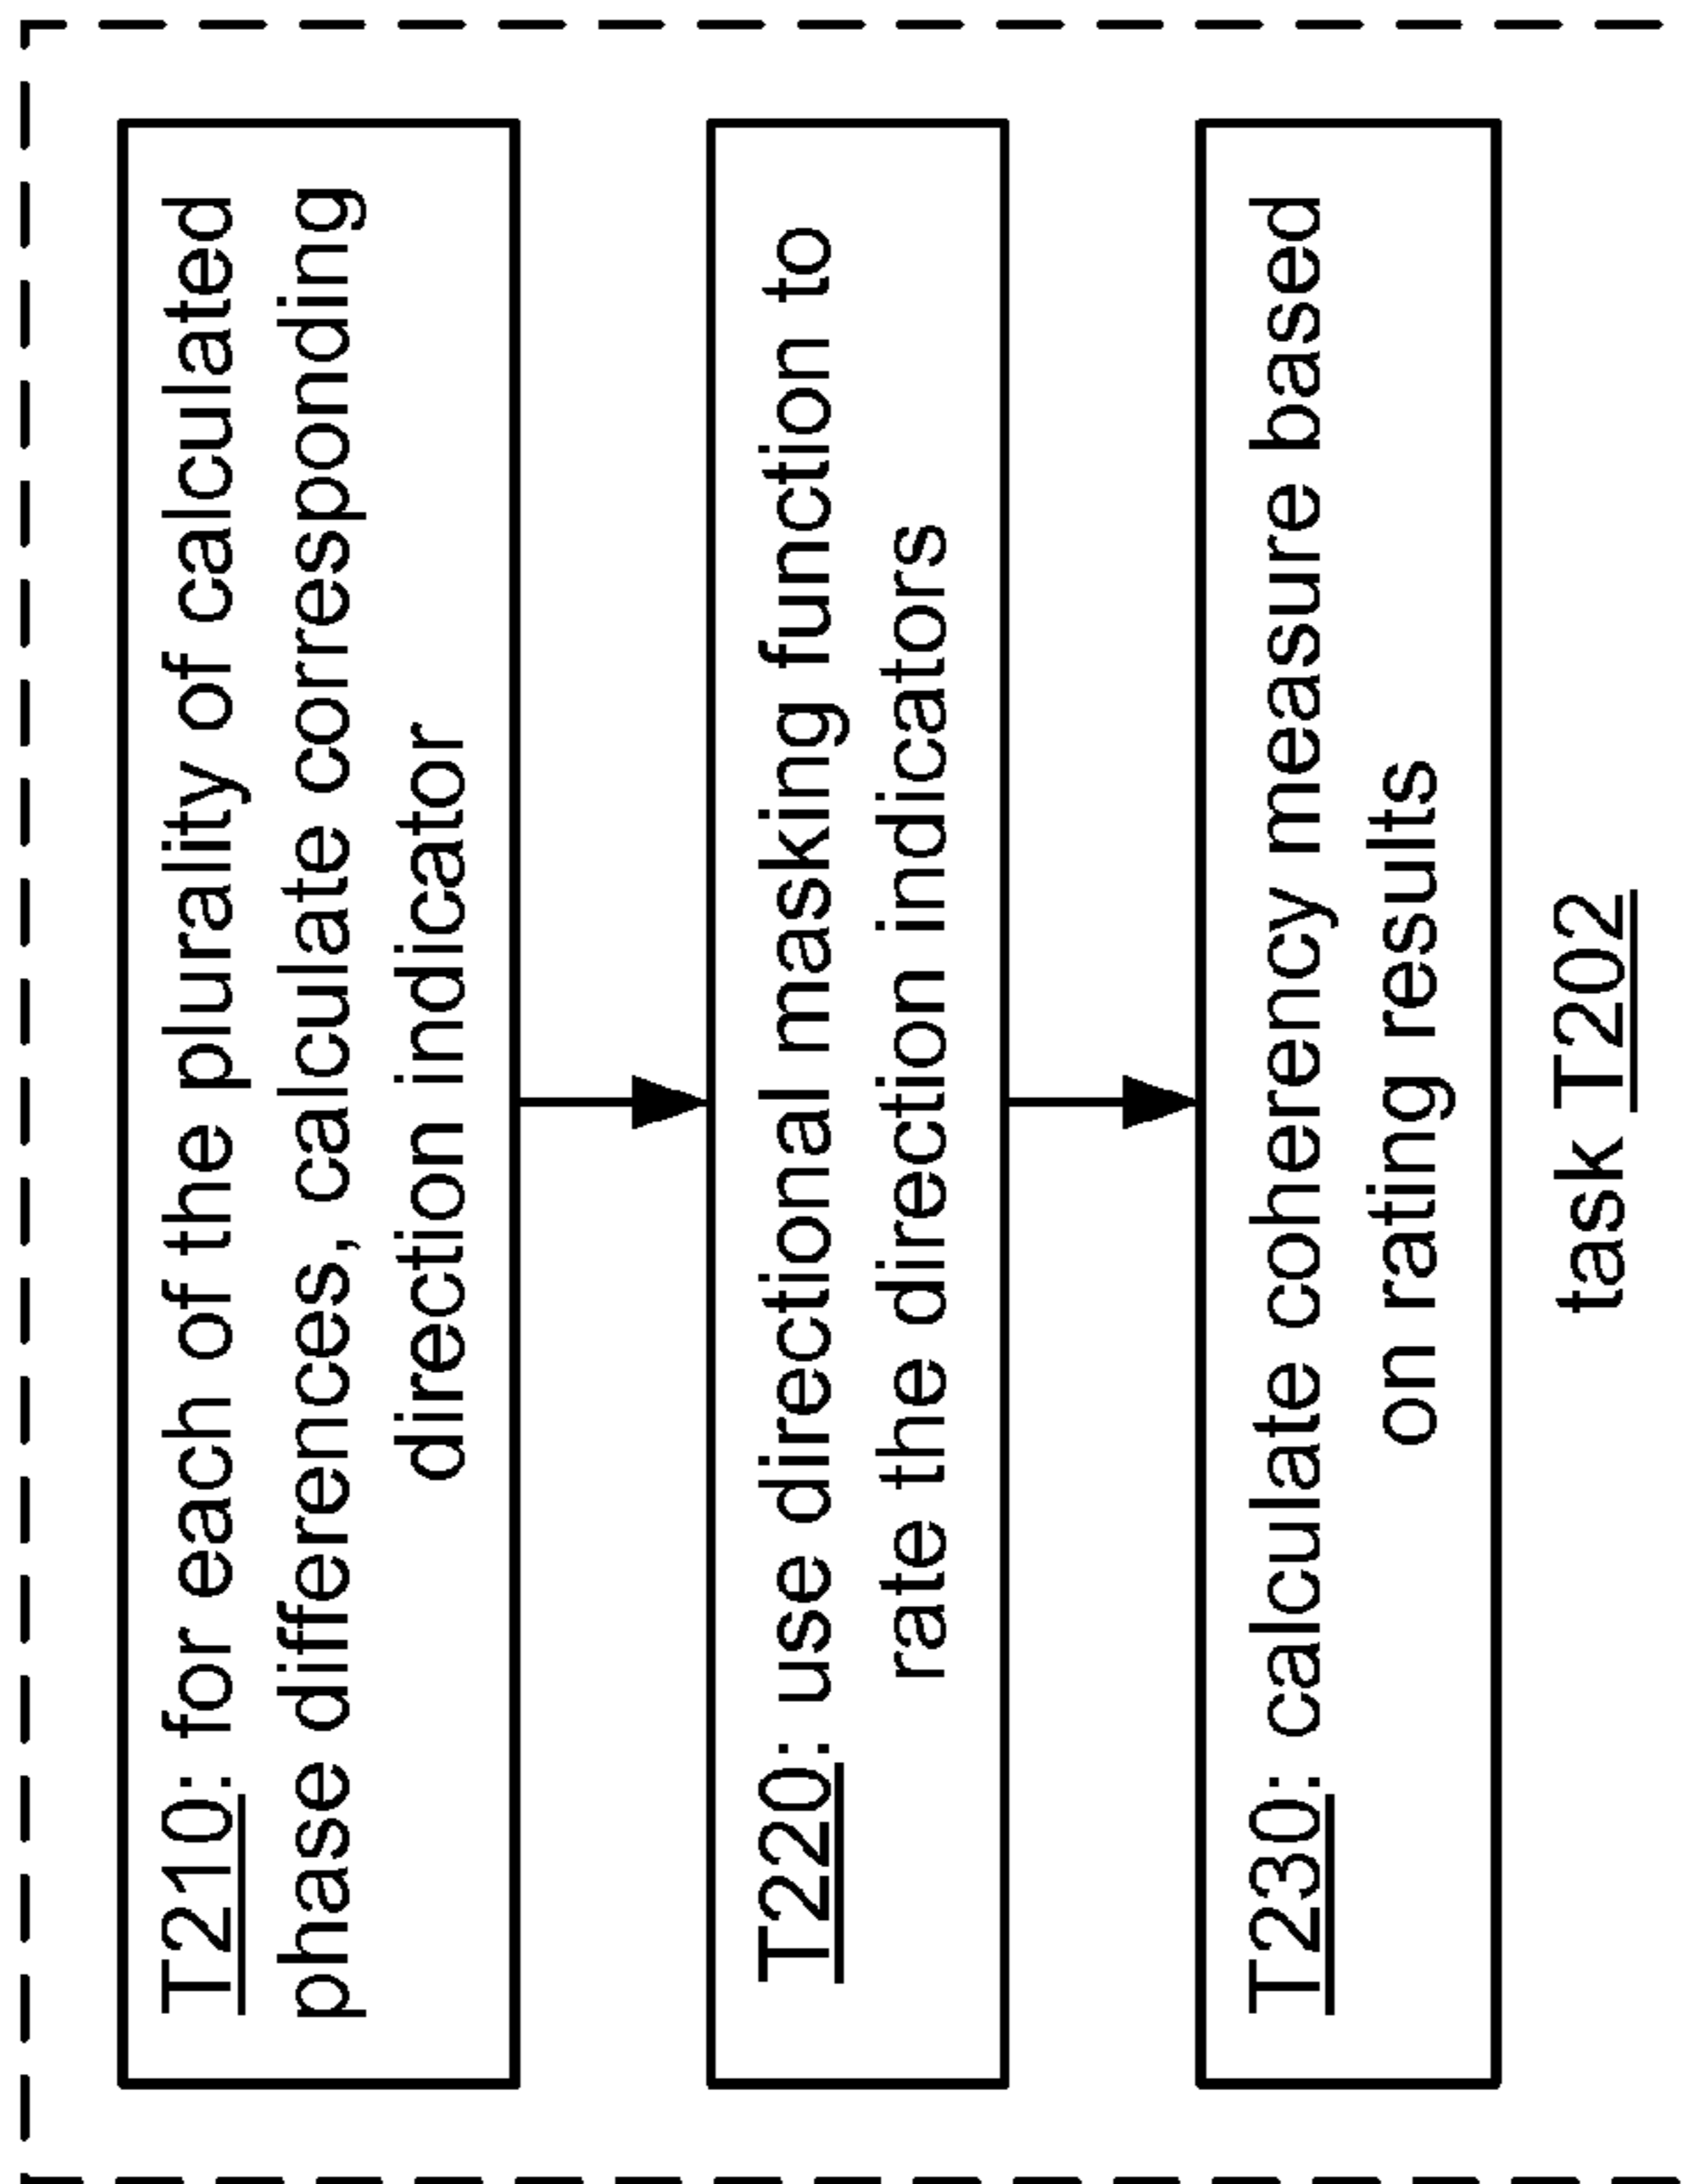 T210: for each of the plurality of calculated
phase differences, calculate corresponding
direction indicator
T220: use directional masking function to
rate the direction indicators
T230: calculate coherency measure based
on rating results
task T202